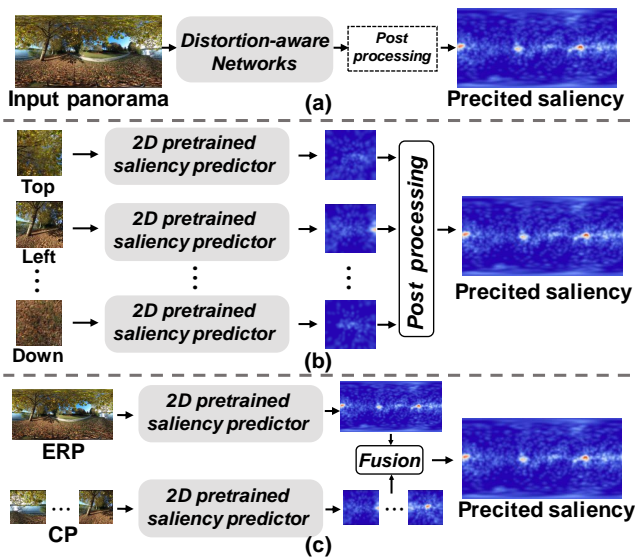 Distortion-aware
Networks
Post
processing
Input panorama
(a)
Precited saliency
2D pretrained
saliency predictor
Top
2D pretrained
saliency predictor
Left
Post processing
2D pretrained
saliency predictor
Down
Precited saliency
(b)
2D pretrained
saliency predictor
ERP
Fusion
2D pretrained
saliency predictor
CP
Precited saliency
(c)